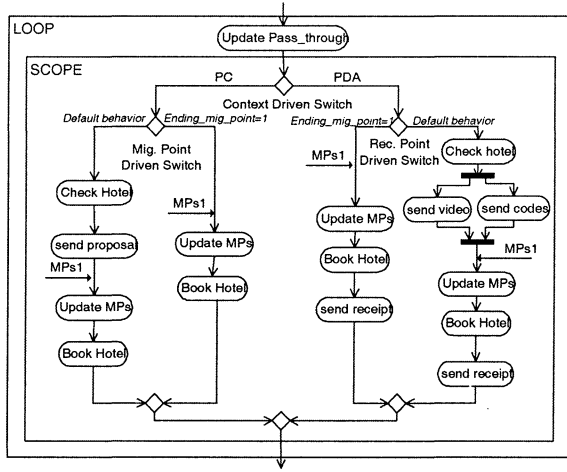 LOOP
Update Pass_through
SCOPE
PC
PDA
Context Driven Switch
Default behavior
Ending_mig_point=1
Ending_mig_point=1
Default behavior
Mig. Point
Driven Switch
Rec. Point
Driven Switch
MPs1
Check hotel
Check Hotel
MPs1
send video
send codes
send proposal
Update MPs
Update MPs
MPs1
MPs1
Book Hotel
Book Hotel
Update MPs
Update MPs
send receipt
Book Hotel
Book Hotel
send receipt